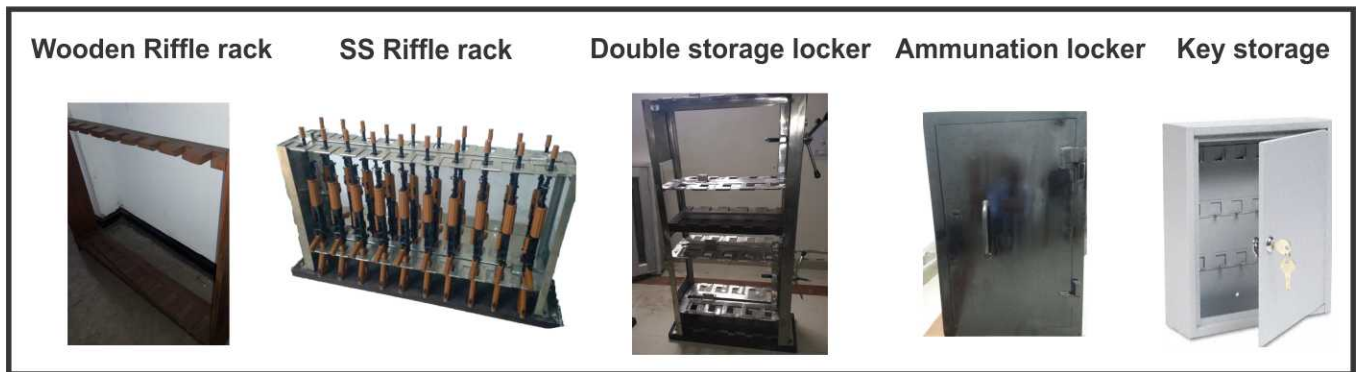 Wooden Riffle rack
SS Riffle rack
Double storage locker
Ammunation locker
Key storage